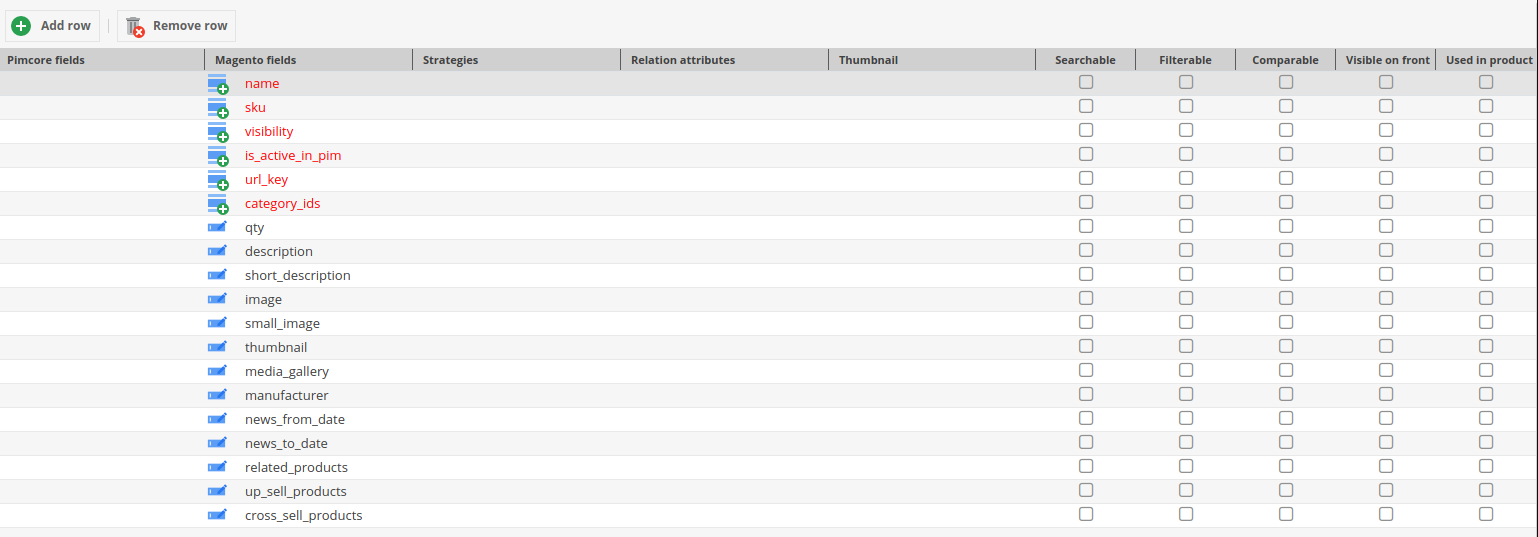 Add row Remove row
Pimcore fields Magento fields Strategies Relation attributes Thumbnail Searchable Filterable Comparable Visible on front Used in product
name
sku
visibility
is_active_in_pim
url_key
category_ids
qty
description
short_description
image
small_image
thumbnail
media_gallery
manufacturer
news_from_date
news_to_date
related_products
up_sell_products
cross_sell_products